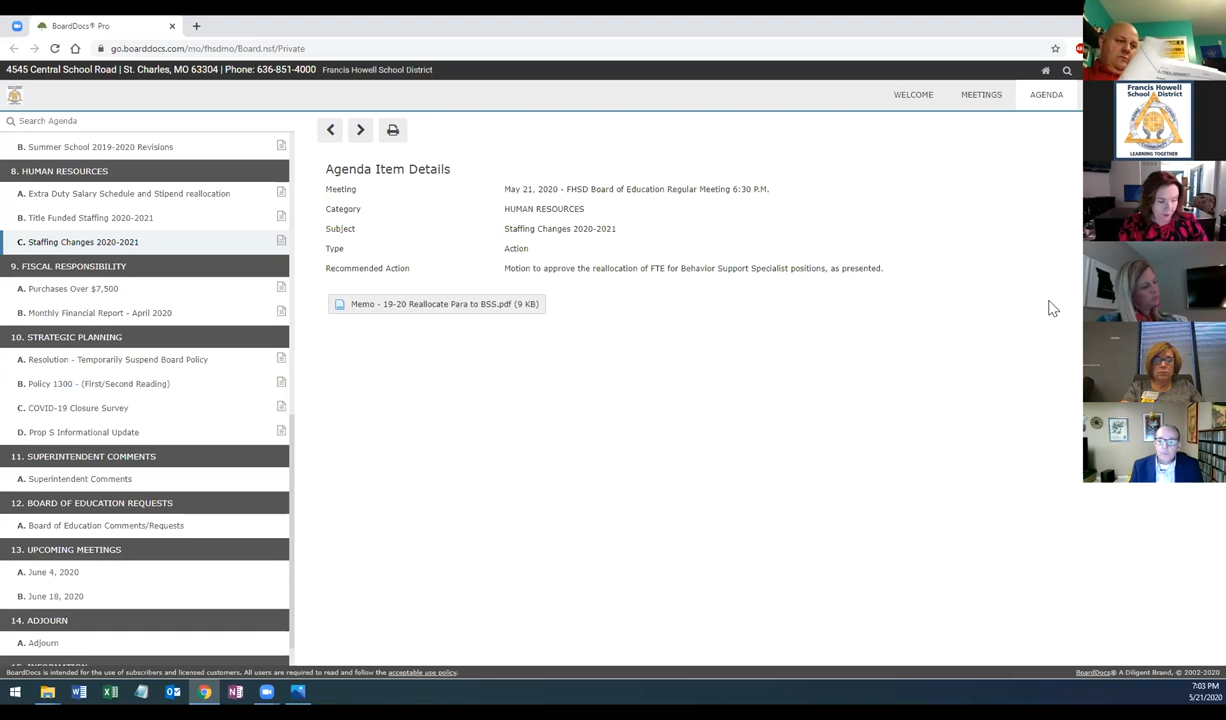 BoardDocs® Pro
go.boarddocs.com/mo/fhsdmo/Board.nsf/Private
4545 Central School Road | St. Charles, MO 63304 | Phone: 636-851-4000 Francis Howell School District
WELCOME MEETINGS AGENDA
Search Agenda
B. Summer School 2019-2020 Revisions
8. HUMAN RESOURCES
A. Extra Duty Salary Schedule and Stipend reallocation
B. Title Funded Staffing 2020-2021
C. Staffing Changes 2020-2021
9. FISCAL RESPONSIBILITY
A. Purchases Over $7,500
B. Monthly Financial Report - April 2020
10. STRATEGIC PLANNING
A. Resolution - Temporarily Suspend Board Policy
B. Policy 1300 - (First/Second Reading)
C. COVID-19 Closure Survey
D. Prop S Informational Update
11. SUPERINTENDENT COMMENTS
A. Superintendent Comments
12. BOARD OF EDUCATION REQUESTS
A. Board of Education Comments/Requests
13. UPCOMING MEETINGS
A. June 4, 2020
B. June 18, 2020
14. ADJOURN
A. Adjourn
Agenda Item Details
Meeting May 21, 2020 - FHSD Board of Education Regular Meeting 6:30 P.M.
Category HUMAN RESOURCES
Subject Staffing Changes 2020-2021
Type Action
Recommended Action Motion to approve the reallocation of FTE for Behavior Support Specialist positions, as presented.
Memo - 19-20 Reallocate Para to BSS.pdf (9 KB)
Francis Howell
School District
LEARNING TOGETHER
BoardDocs is intended for the use of subscribers and licensed customers. All users are required to read and follow the acceptable use policy.
BoardDocs® A Diligent Brand, © 2002-2020
7:03 PM
5/21/2020